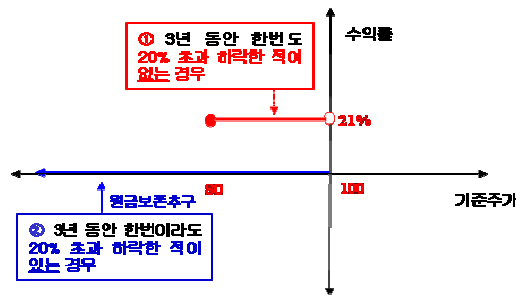 ① 3년 동안 한번도
20% 초과 하락한 적이
없는 경우
수익률
21%
80
100
기준주가
원금보존추구
② 3년 동안 한번이라도
20% 초과 하락한 적이
있는 경우